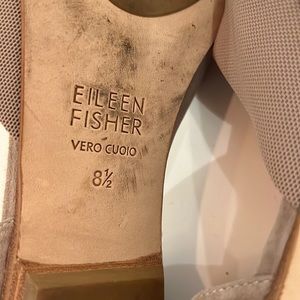 EILEEN
FISHER
VERO CUOIO
8½